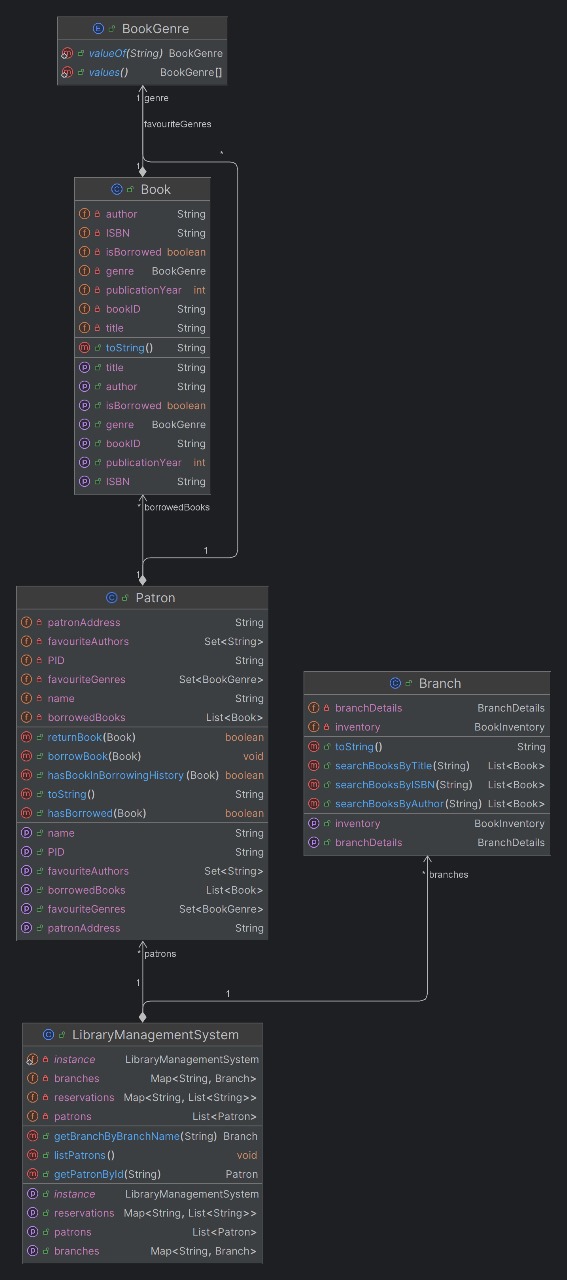 BookGenre
valueOf(String) BookGenre
values() BookGenre[]
1 genre
favouriteGenres
*
1
Book
author String
ISBN String
isBorrowed boolean
genre BookGenre
publicationYear int
bookID String
title String
toString() String
title String
author String
isBorrowed boolean
genre BookGenre
bookID String
publicationYear int
ISBN String
* borrowedBooks
1
1
Patron
patronAddress String
favouriteAuthors Set<String>
PID String
favouriteGenres Set<BookGenre>
name String
borrowedBooks List<Book>
returnBook(Book) boolean
borrowBook(Book) void
hasBookInBorrowingHistory(Book) boolean
toString() String
hasBorrowed(Book) boolean
name String
PID String
favouriteAuthors Set<String>
borrowedBooks List<Book>
favouriteGenres Set<BookGenre>
patronAddress String
Branch
branchDetails BranchDetails
inventory BookInventory
toString() String
searchBooksByTitle(String) List<Book>
searchBooksByISBN(String) List<Book>
searchBooksByAuthor(String) List<Book>
inventory BookInventory
branchDetails BranchDetails
* branches
* patrons
1
1
LibraryManagementSystem
instance LibraryManagementSystem
branches Map<String, Branch>
reservations Map<String, List<String>>
patrons List<Patron>
getBranchByBranchName(String) Branch
listPatrons() void
getPatronById(String) Patron
instance LibraryManagementSystem
reservations Map<String, List<String>>
patrons List<Patron>
branches Map<String, Branch>